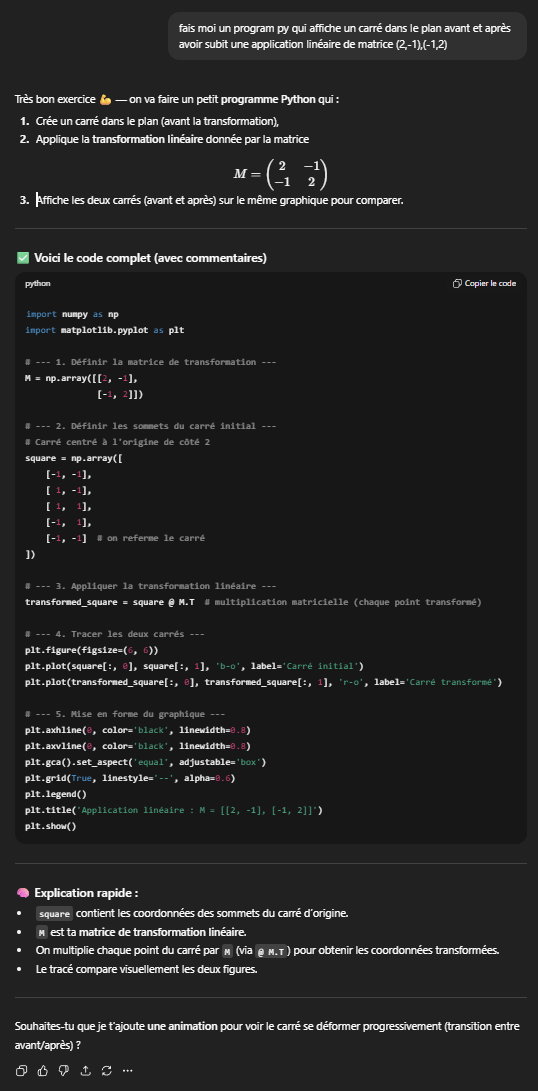 fais moi un program py qui affiche un carré dans le plan avant et après
avoir subit une application linéaire de matrice (2,-1),(-1,2)
Très bon exercice 💪 — on va faire un petit programme Python qui :
1. Crée un carré dans le plan (avant la transformation),
2. Applique la transformation linéaire donnée par la matrice
M = ( 2 −1
−1 2 )
3. Affiche les deux carrés (avant et après) sur le même graphique pour comparer.
✅ Voici le code complet (avec commentaires)
python
Copier le code
import numpy as np
import matplotlib.pyplot as plt
# --- 1. Définir la matrice de transformation ---
M = np.array([[2, -1],
[-1, 2]])
# --- 2. Définir les sommets du carré initial ---
# Carré centré à l'origine de côté 2
square = np.array([
[-1, -1],
[ 1, -1],
[ 1,  1],
[-1,  1],
[-1, -1]  # on referme le carré
])
# --- 3. Appliquer la transformation linéaire ---
transformed_square = square @ M.T  # multiplication matricielle (chaque point transformé)
# --- 4. Tracer les deux carrés ---
plt.figure(figsize=(6, 6))
plt.plot(square[:, 0], square[:, 1], 'b-o', label='Carré initial')
plt.plot(transformed_square[:, 0], transformed_square[:, 1], 'r-o', label='Carré transformé')
# --- 5. Mise en forme du graphique ---
plt.axhline(0, color='black', linewidth=0.8)
plt.axvline(0, color='black', linewidth=0.8)
plt.gca().set_aspect('equal', adjustable='box')
plt.grid(True, linestyle='--', alpha=0.6)
plt.legend()
plt.title('Application linéaire : M = [[2, -1], [-1, 2]]')
plt.show()
🧠 Explication rapide :
• square contient les coordonnées des sommets du carré d'origine.
• M est ta matrice de transformation linéaire.
• On multiplie chaque point du carré par M (via @ M.T) pour obtenir les coordonnées transformées.
• Le tracé compare visuellement les deux figures.
Souhaites-tu que je t'ajoute une animation pour voir le carré se déformer progressivement (transition entre
avant/après) ?